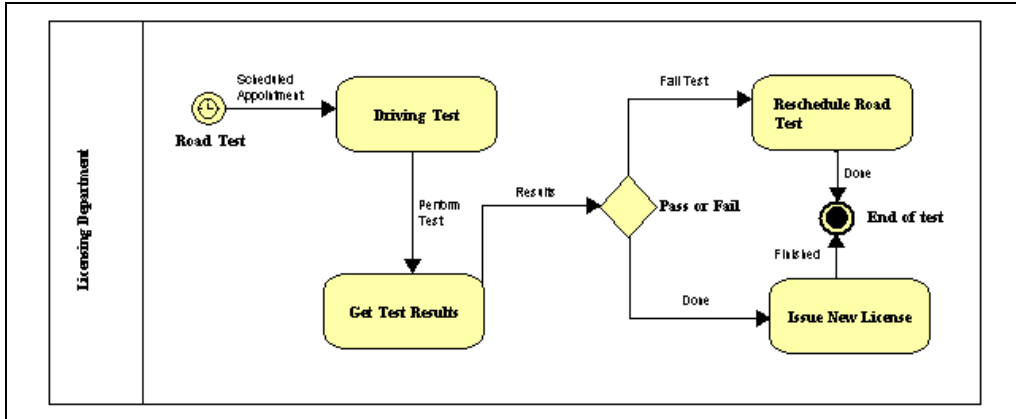 Licensing Department
Scheduled
Appointment
Road Test
Driving Test
Perform
Test
Get Test Results
Results
Pass or Fail
Fail Test
Reschedule Road
Test
Done
End of test
Finished
Done
Issue New License